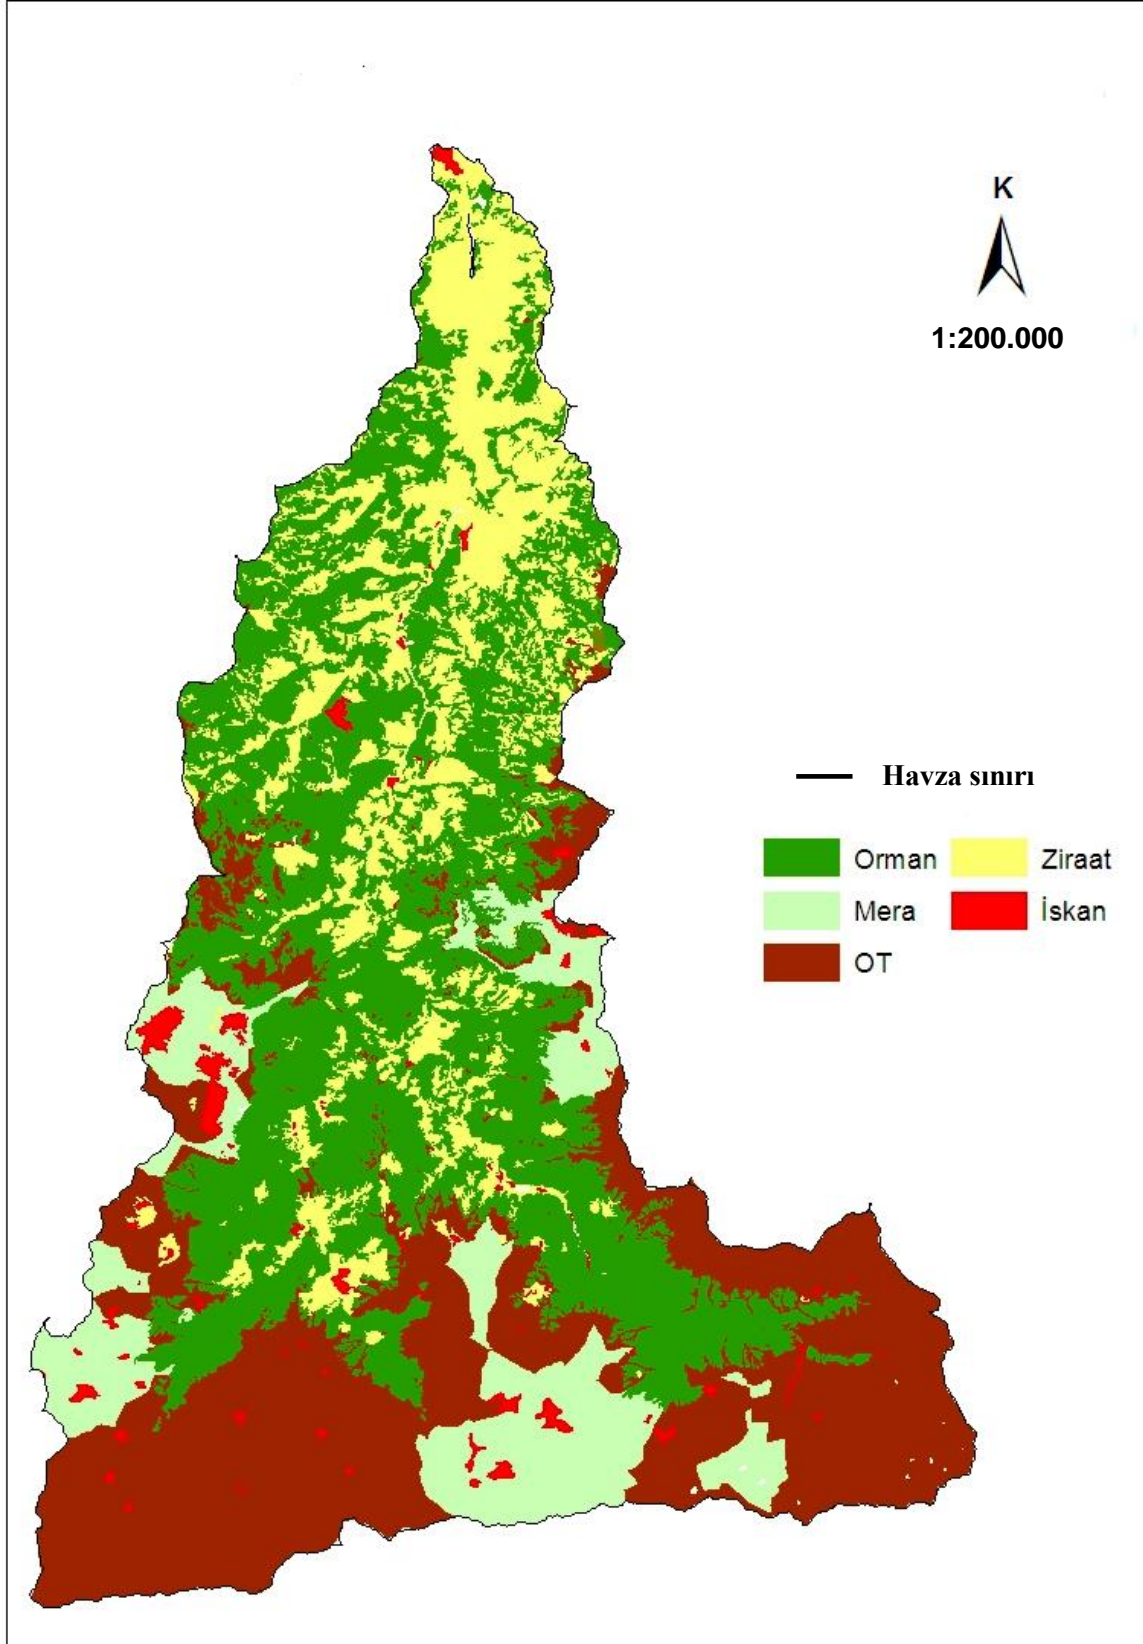 K
1:200.000
Havza sınırı
Orman Ziraat
Mera İskan
OT